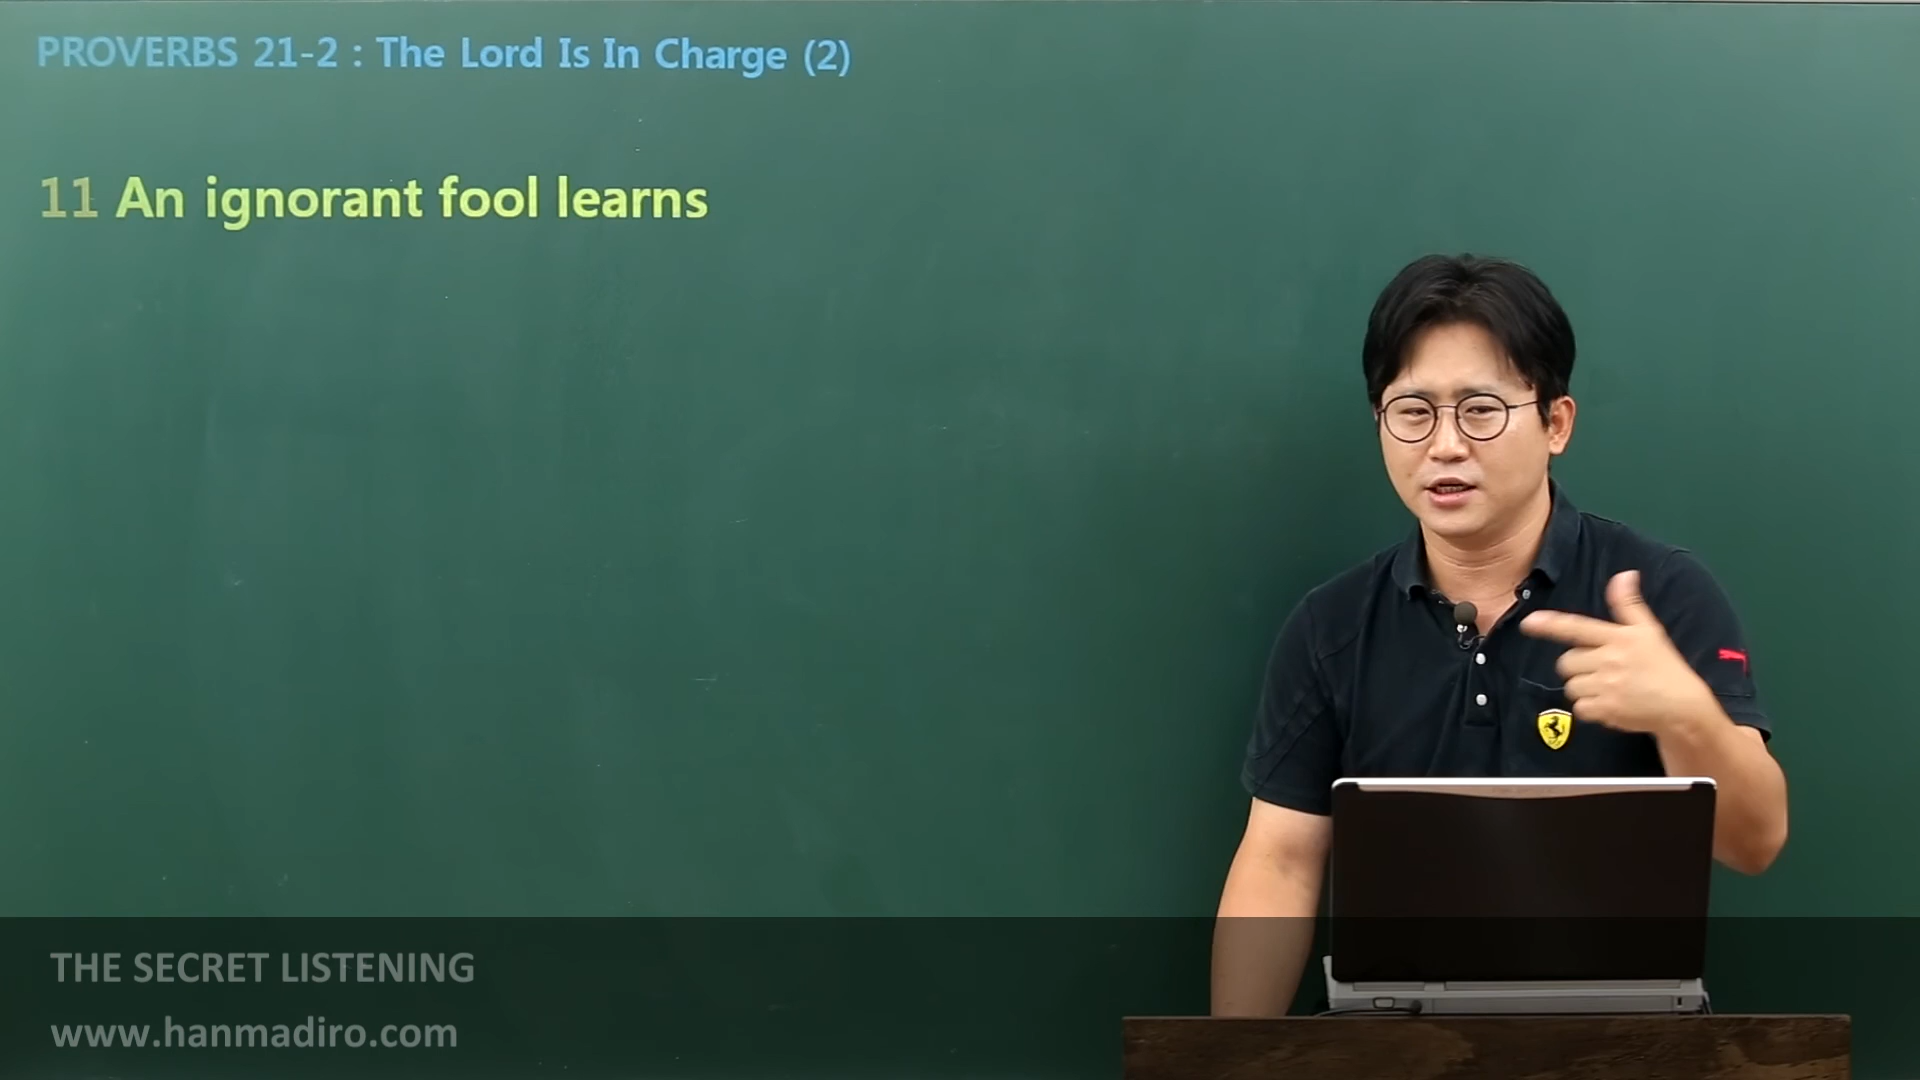 PROVERBS 21-2 : The Lord Is In Charge (2)
11 An ignorant fool learns
THE SECRET LISTENING
www.hanmadiro.com